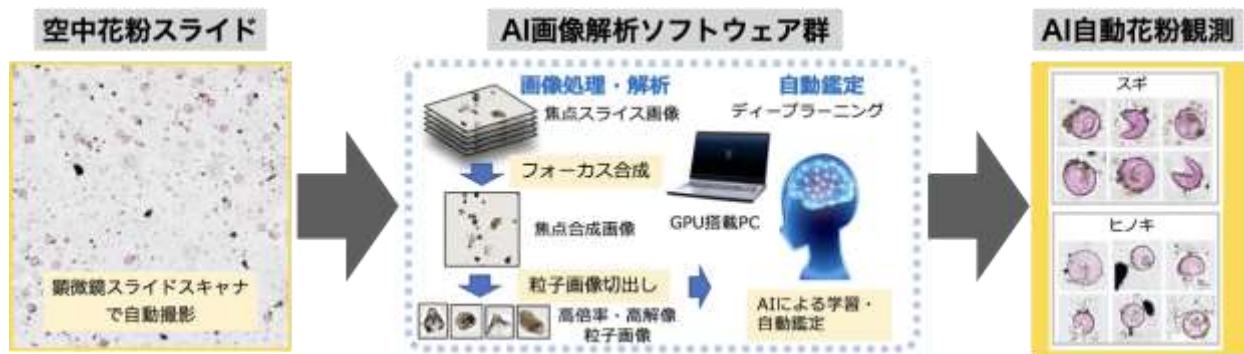 空中花粉スライド
顕微鏡スライドスキャナ
で自動撮影
AI画像解析ソフトウェア群
画像処理・解析
焦点スライス画像
フォーカス合成
焦点合成画像
粒子画像切出し
高倍率・高解像
粒子画像
自動鑑定
ディープラーニング
GPU搭載PC
AIによる学習・
自動鑑定
AI自動花粉観測
スギ
ヒノキ